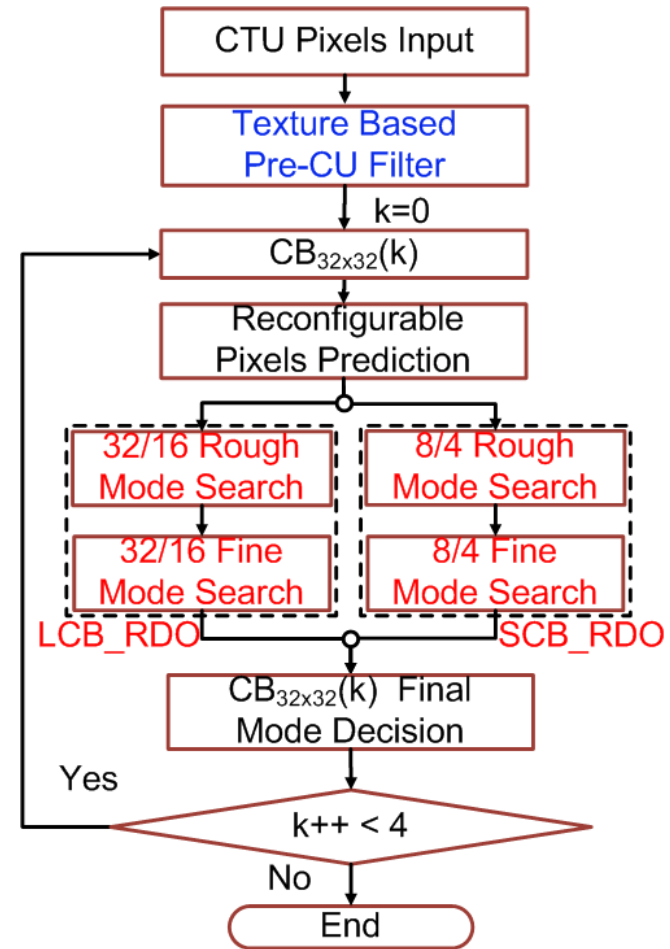 CTU Pixels Input
Texture Based
Pre-CU Filter
k=0
CB32x32(k)
Reconfigurable
Pixels Prediction
32/16 Rough
Mode Search
8/4 Rough
Mode Search
32/16 Fine
Mode Search
8/4 Fine
Mode Search
LCB_RDO
SCB_RDO
CB32x32(k) Final
Mode Decision
Yes
k++ < 4
No
End